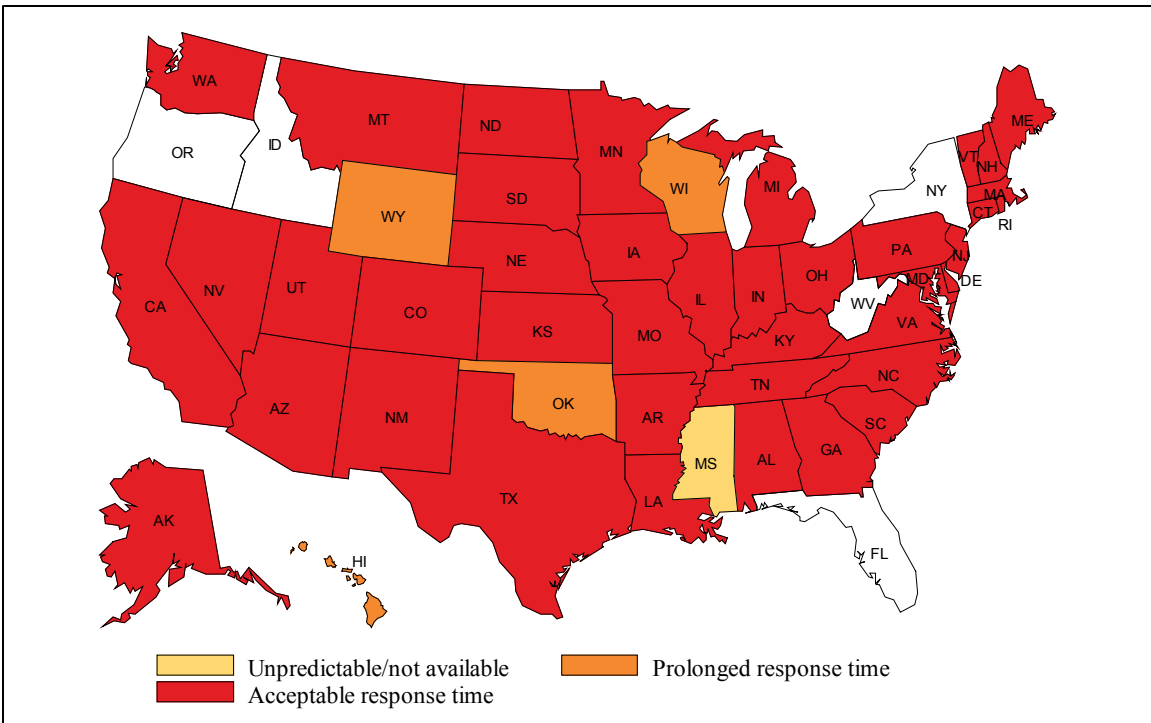 WA
MT
ND
MN
ME
OR
ID
VT
NH
SD
WI
MI
NY
MA
WY
CT
RI
IA
PA
NE
NJ
OH
NV
UT
IL
IN
MD
DE
CA
CO
WV
KS
MO
VA
KY
AZ
NM
OK
AR
TN
NC
SC
MS
AL
GA
TX
LA
AK
HI
FL
Unpredictable/not available
Prolonged response time
Acceptable response time